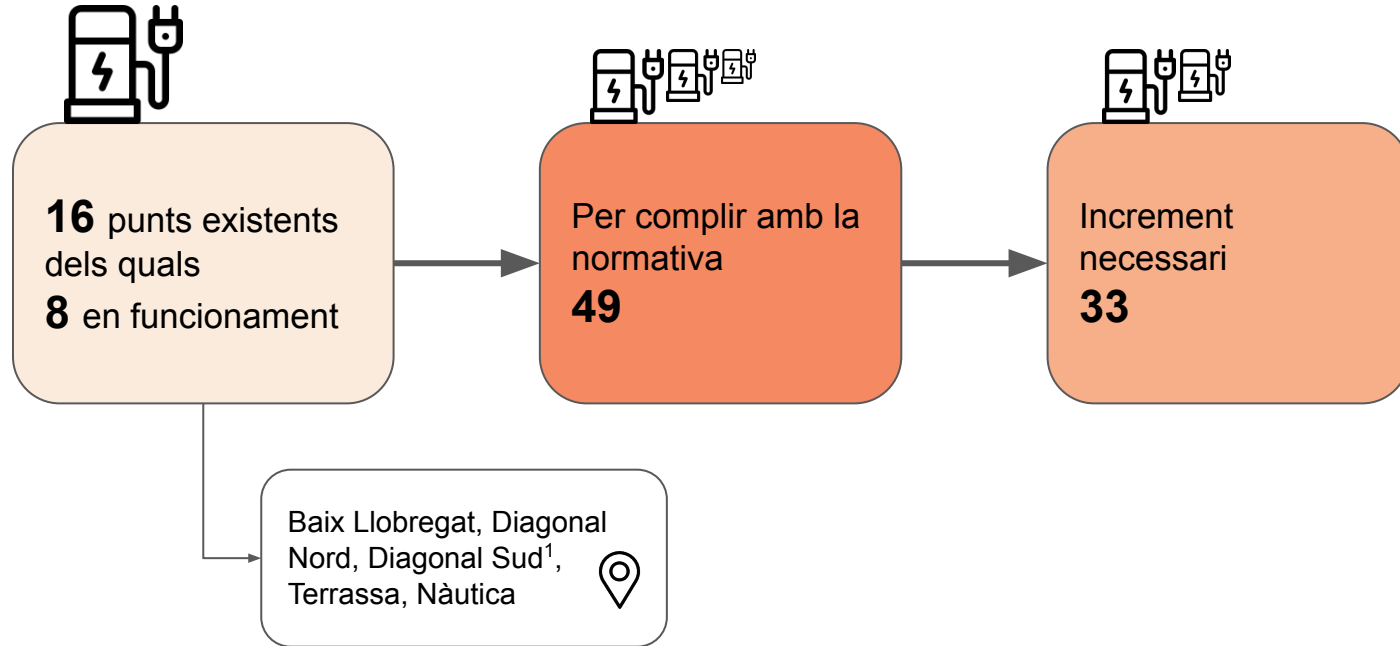 16 punts existents
dels quals
8 en funcionament
Per complir amb la
normativa
49
Increment
necessari
33
Baix Llobregat, Diagonal
Nord, Diagonal Sud¹,
Terrassa, Nàutica